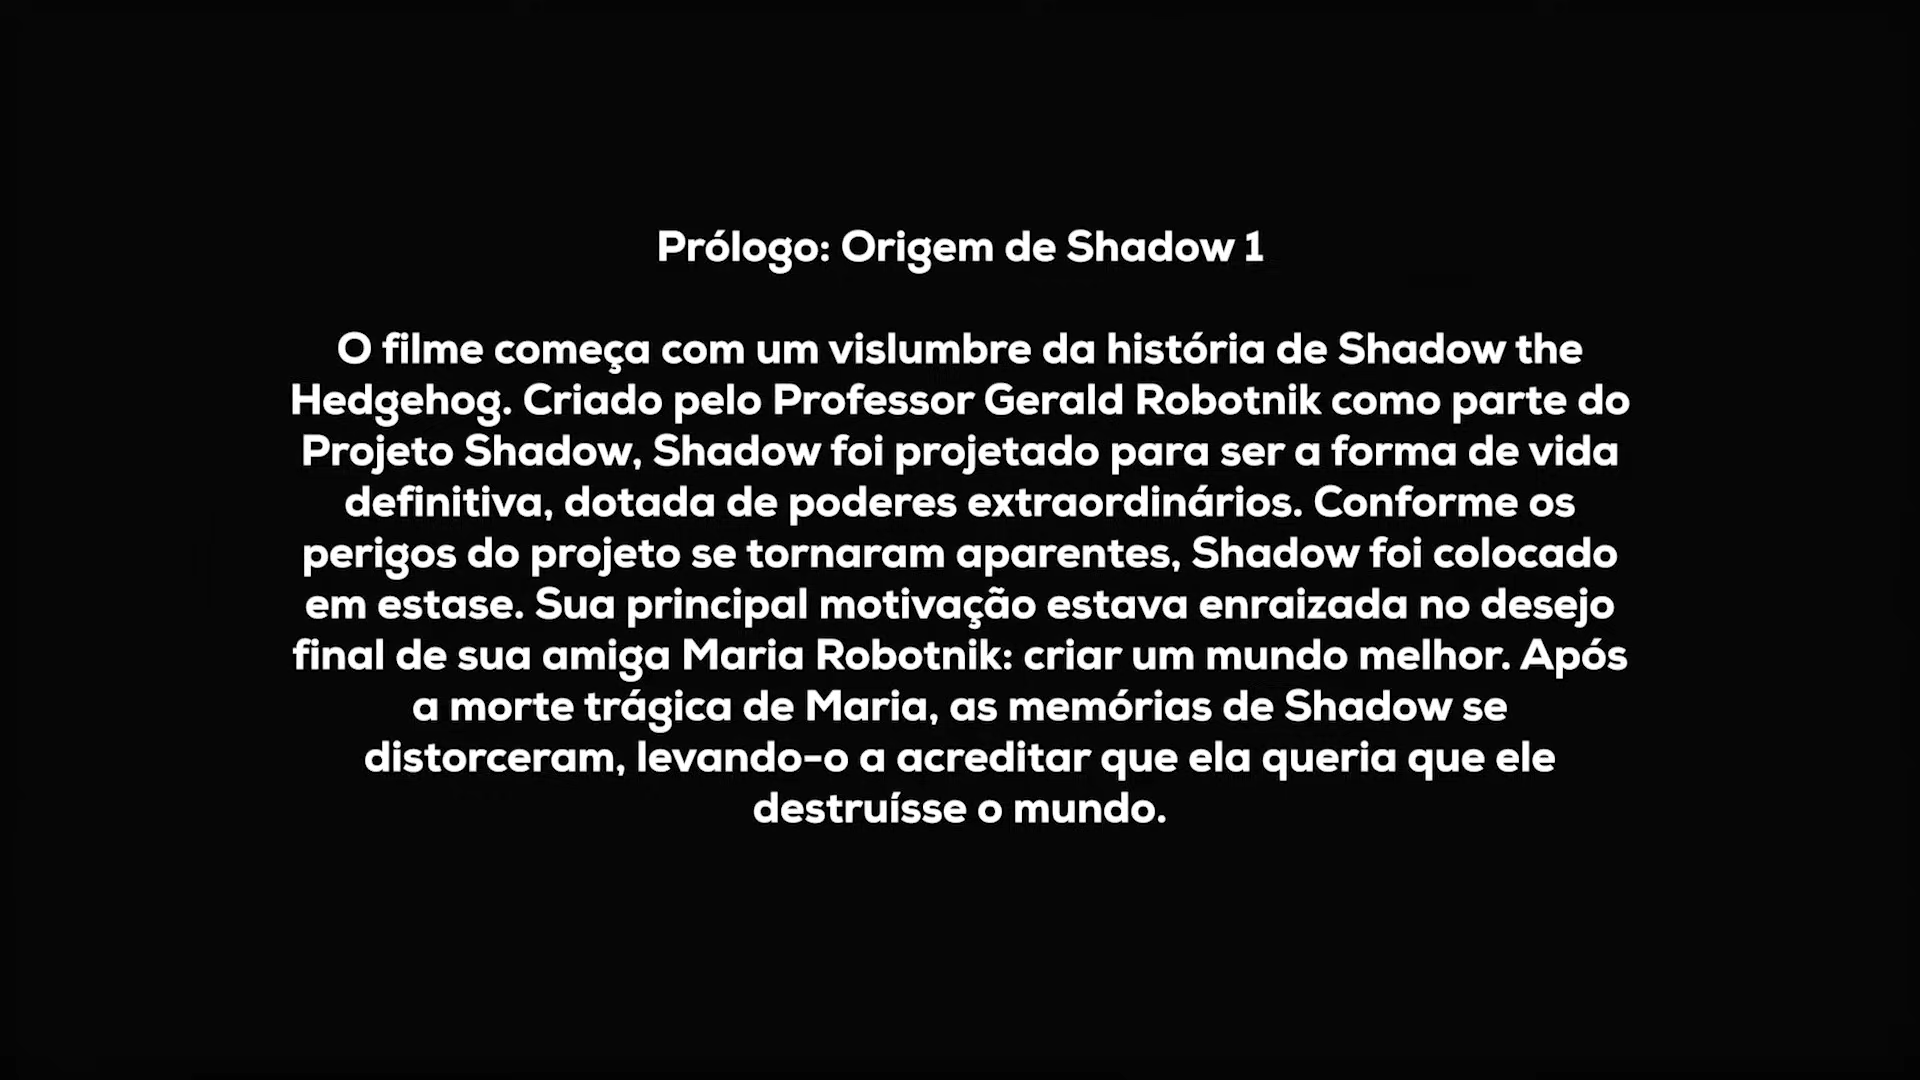 Prólogo: Origem de Shadow 1
O filme começa com um vislumbre da história de Shadow the
Hedgehog. Criado pelo Professor Gerald Robotnik como parte do
Projeto Shadow, Shadow foi projetado para ser a forma de vida
definitiva, dotada de poderes extraordinários. Conforme os
perigos do projeto se tornaram aparentes, Shadow foi colocado
em estase. Sua principal motivação estava enraizada no desejo
final de sua amiga Maria Robotnik: criar um mundo melhor. Após
a morte trágica de Maria, as memórias de Shadow se
distorceram, levando-o a acreditar que ela queria que ele
destruísse o mundo.